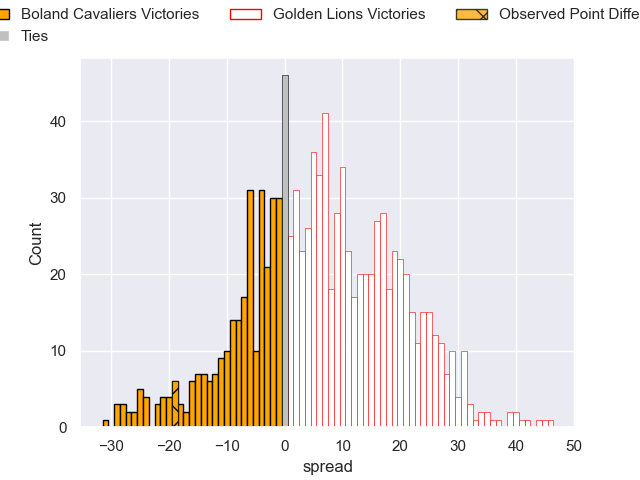 Boland Cavaliers Victories Golden Lions Victories Observed Point Diffe
Ties
40
30
20
10
0
Count
−30 −20 −10 0 10 20 30 40 50
spread